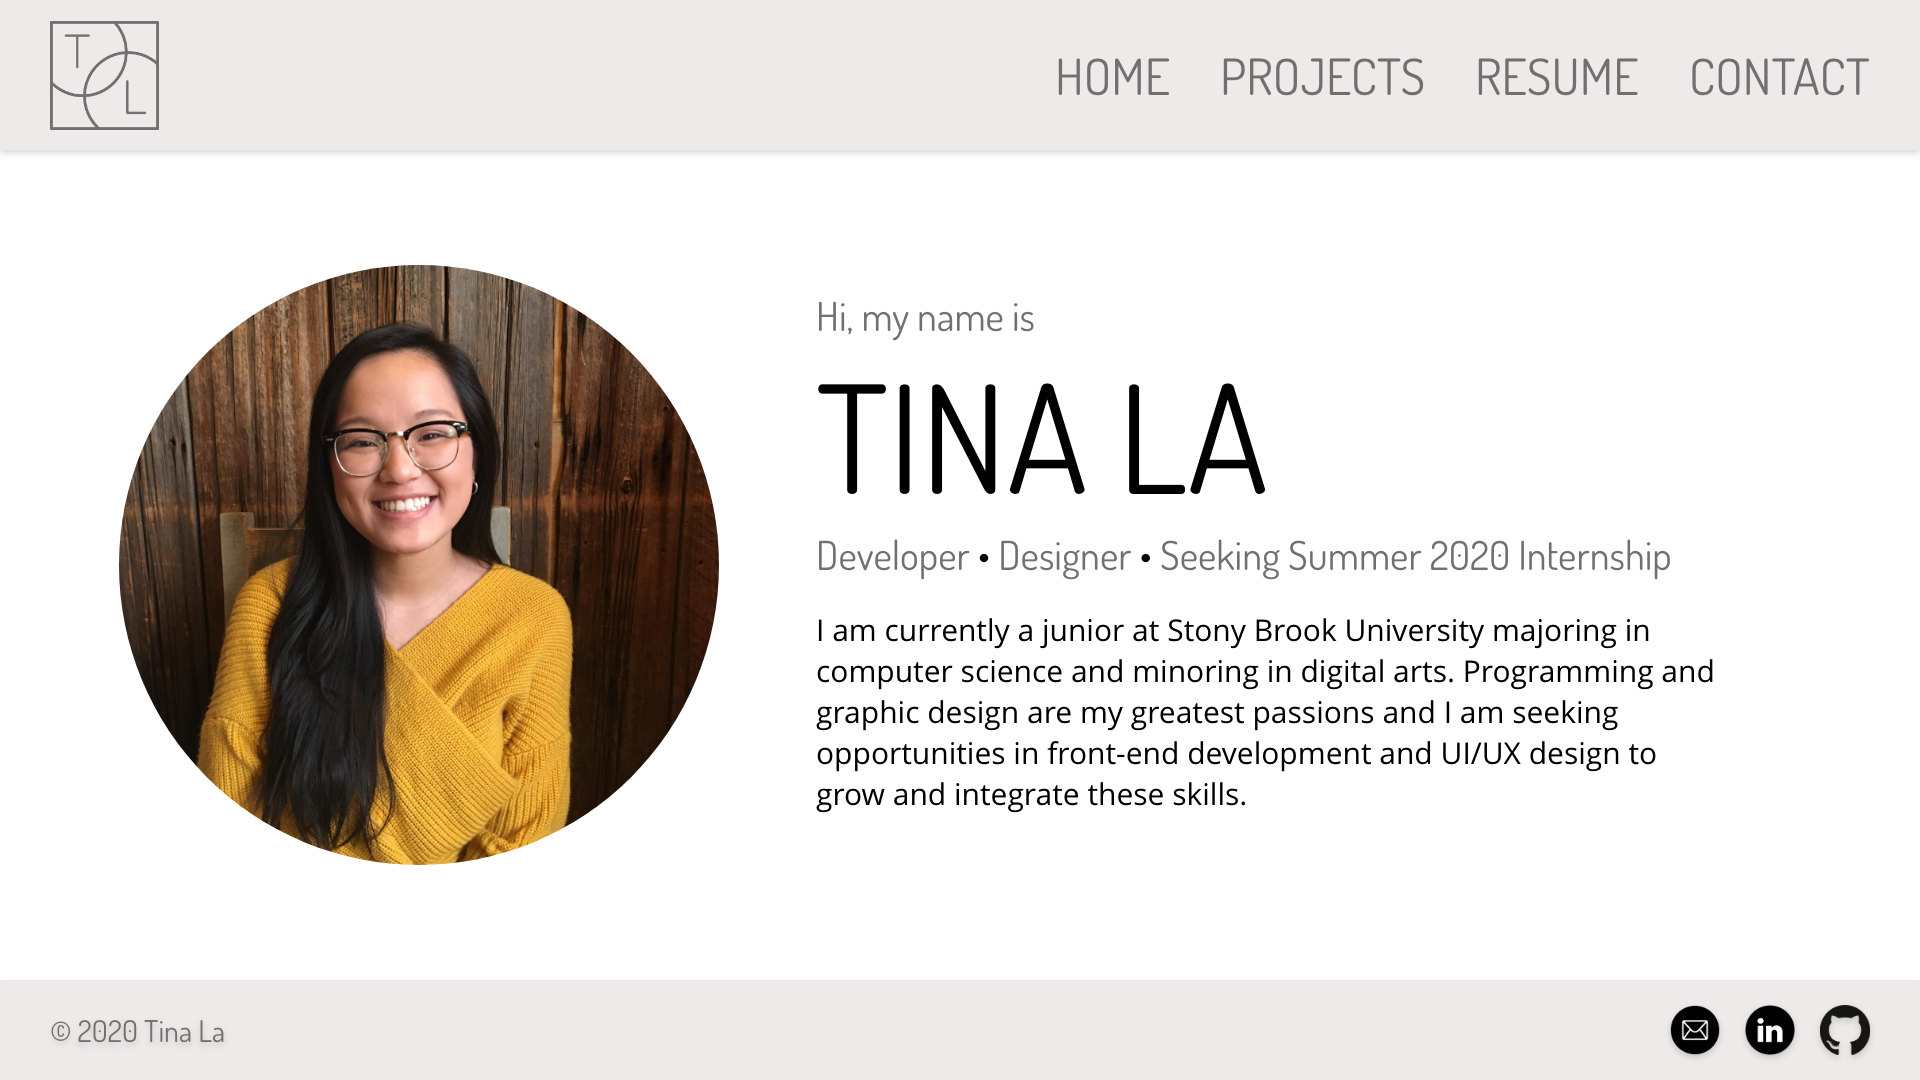 T
L
HOME PROJECTS RESUME CONTACT
Hi, my name is
TINA LA
Developer • Designer • Seeking Summer 2020 Internship
I am currently a junior at Stony Brook University majoring in
computer science and minoring in digital arts. Programming and
graphic design are my greatest passions and I am seeking
opportunities in front-end development and UI/UX design to
grow and integrate these skills.
© 2020 Tina La
in